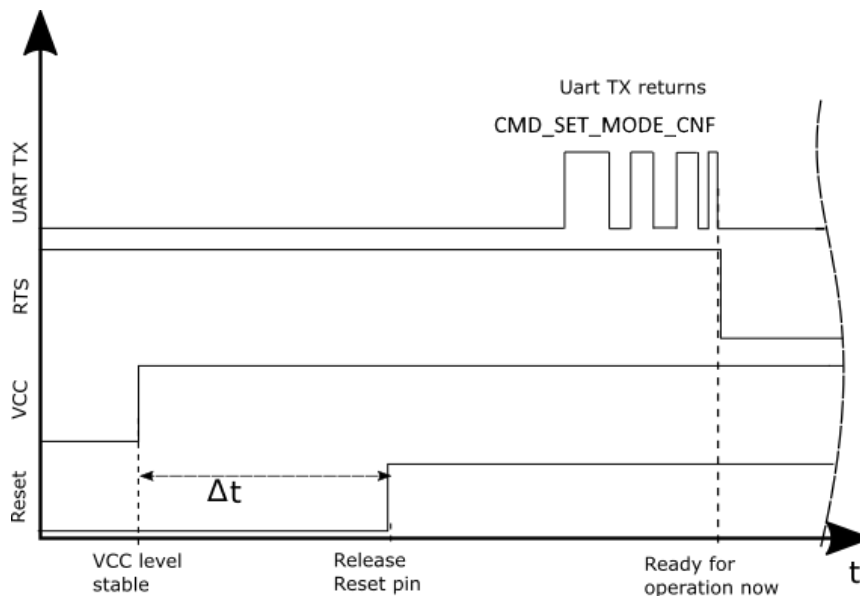 Uart TX returns
CMD_SET_MODE_CNF
UART TX
RTS
VCC
Reset
Δt
VCC level
stable
Release
Reset pin
Ready for
operation now
t